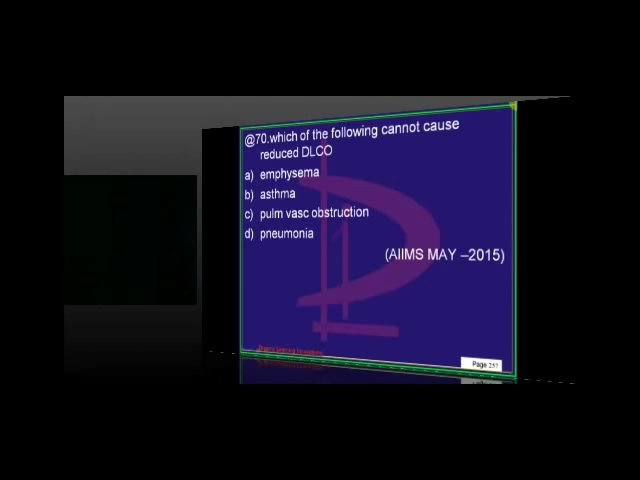 @70.which of the following cannot cause
reduced DLCO
a) emphysema
b) asthma
c) pulm vasc obstruction
d) pneumonia
(AIIMS MAY –2015)
Page 257